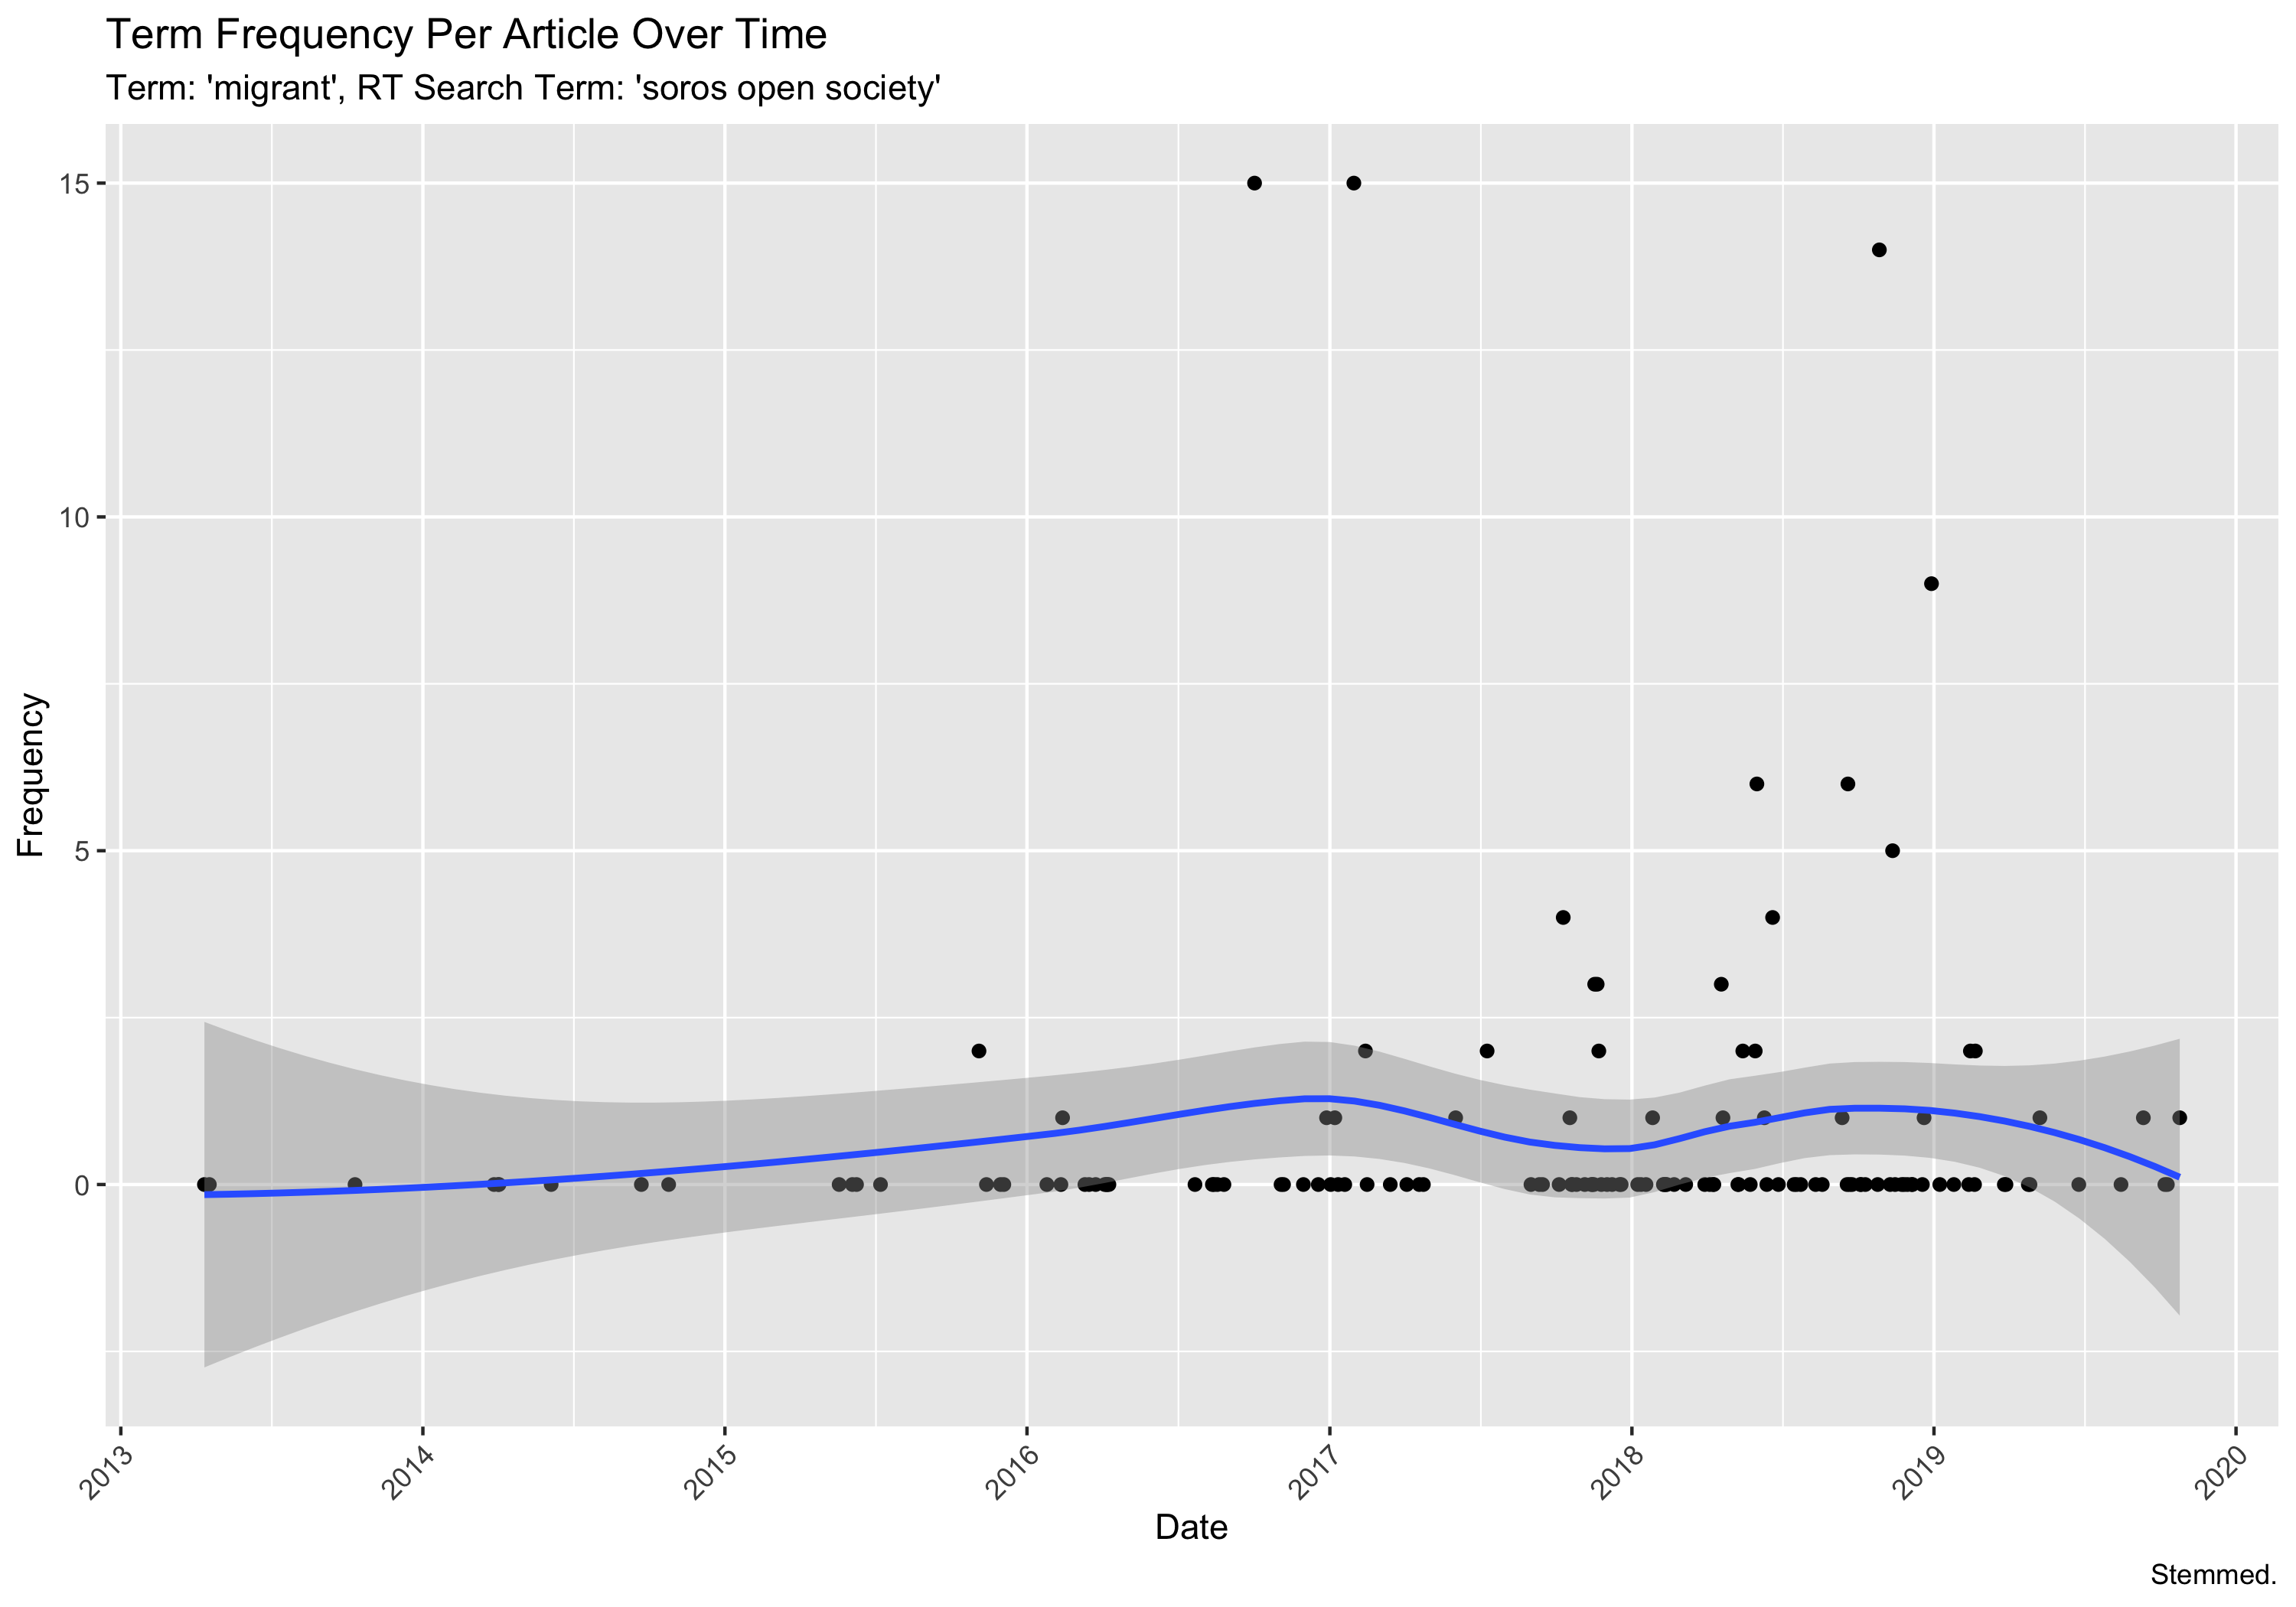 Term Frequency Per Article Over Time
Term: 'migrant', RT Search Term: 'soros open society'
15
10
5
0
Frequency
2013
2014
2015
2016
2017
2018
2019
2020
Date
Stemmed.